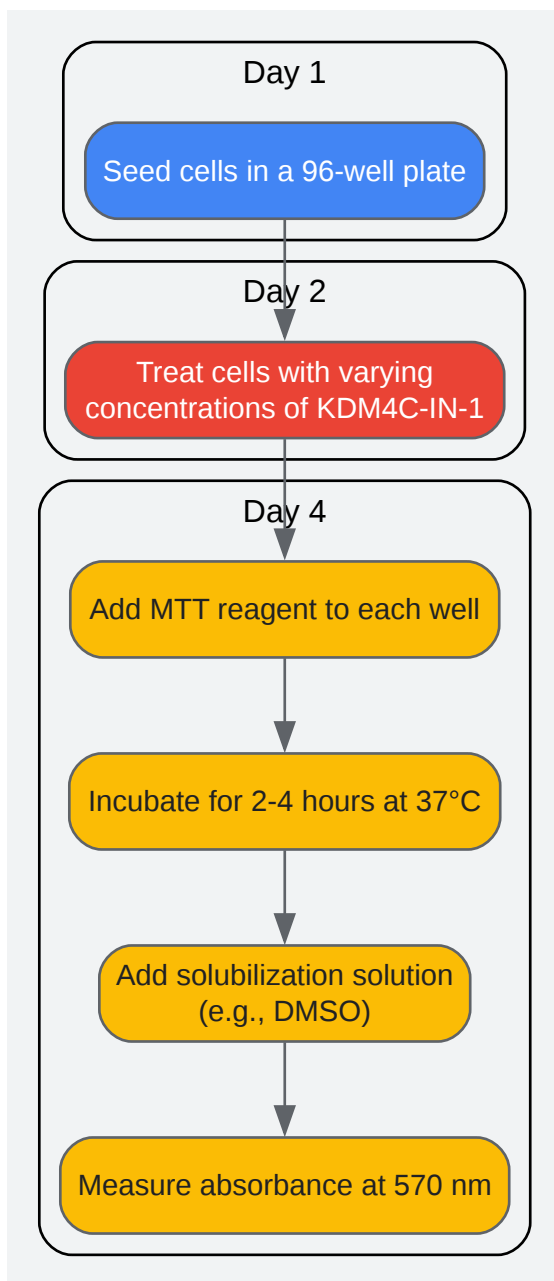 Day 1
Seed cells in a 96-well plate
Day 2
Treat cells with varying
concentrations of KDM4C-IN-1
Day 4
Add MTT reagent to each well
Incubate for 2-4 hours at 37°C
Add solubilization solution
(e.g., DMSO)
Measure absorbance at 570 nm